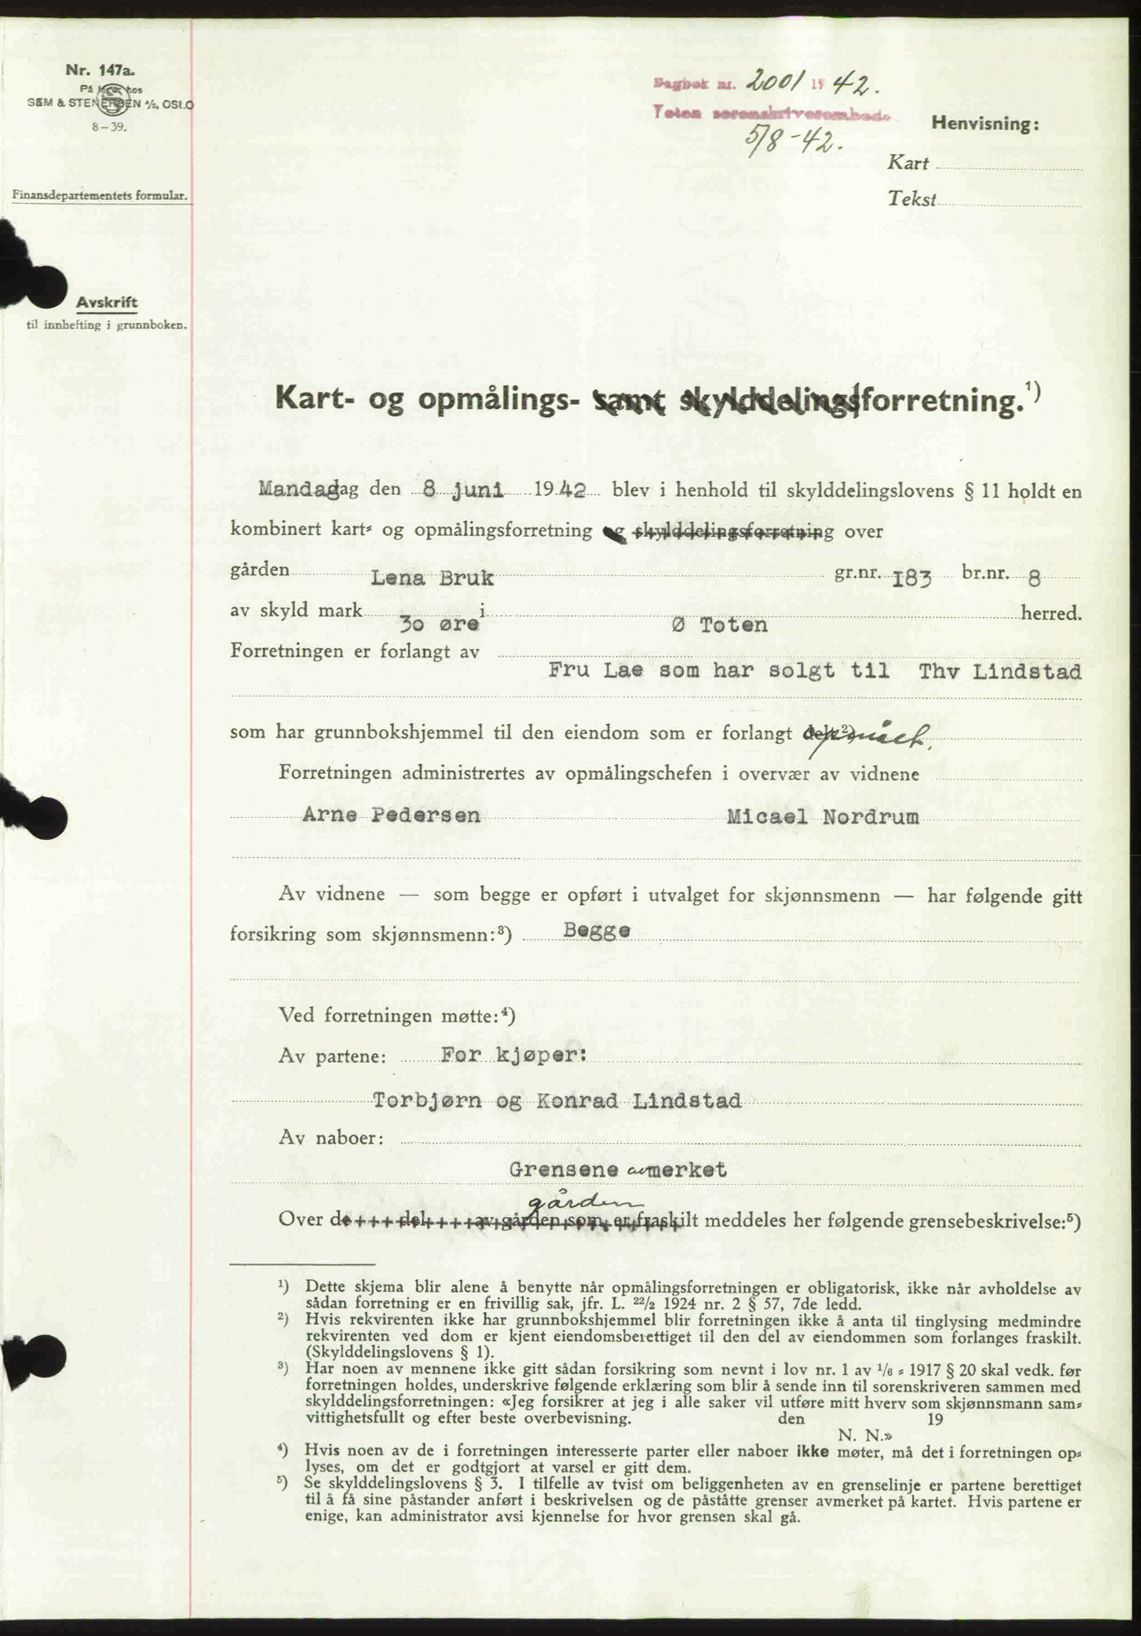 Nr. 147a.
På lager hos
SEM & STENERSEN A/S, OSLO
8-39.
Finansdepartementets formular.
Avskrift
til innhefting i grunnboken.
Dagbok nr. 2001 19 42.
Toten sorenskriverembede
5/8-42.
Henvisning:
Kart
Tekst
Kart- og opmålings- samt skylddelingsforretning.¹)
Mandag den 8 juni 1942 blev i henhold til skylddelingslovens § 11 holdt en
kombinert kart- og opmålingsforretning og skylddelingsforretning over
gården Lena Bruk gr.nr. 183 br.nr. 8
av skyld mark 30 øre i Ø Toten herred.
Forretningen er forlangt av
Fru Lae som har solgt til Thv Lindstad
som har grunnbokshjemmel til den eiendom som er forlangt delt²)
Forretningen administrertes av opmålingschefen i overvær av vidnene
Arne Pedersen Micael Nordrum
Av vidnene — som begge er opført i utvalget for skjønnsmenn — har følgende gitt
forsikring som skjønnsmenn:³) Begge
Ved forretningen møtte:⁴)
Av partene: For kjøper:
Torbjørn og Konrad Lindstad
Av naboer:
Grensene avmerket
gården
Over de+++del++++av gården som er fraskilt meddeles her følgende grensebeskrivelse:⁵)
¹) Dette skjema blir alene å benytte når opmålingsforretningen er obligatorisk, ikke når avholdelse av
sådan forretning er en frivillig sak, jfr. L. 22/2 1924 nr. 2 § 57, 7de ledd.
²) Hvis rekvirenten ikke har grunnbokshjemmel blir forretningen ikke å anta til tinglysing medmindre
rekvirenten ved dom er kjent eiendomsberettiget til den del av eiendommen som forlanges fraskilt.
(Skylddelingslovens § 1).
³) Har noen av mennene ikke gitt sådan forsikring som nevnt i lov nr. 1 av 1/6 - 1917 § 20 skal vedk. før
forretningen holdes, underskrive følgende erklæring som blir å sende inn til sorenskriveren sammen med
skylddelingsforretningen: «Jeg forsikrer at jeg i alle saker vil utføre mitt hverv som skjønnsmann sam-
vittighetsfullt og efter beste overbevisning. den 19
N. N.»
⁴) Hvis noen av de i forretningen interesserte parter eller naboer ikke møter, må det i forretningen op-
lyses, om det er godtgjort at varsel er gitt dem.
⁵) Se skylddelingslovens § 3. I tilfelle av tvist om beliggenheten av en grenselinje er partene berettiget
til å få sine påstander anført i beskrivelsen og de påståtte grenser avmerket på kartet. Hvis partene er
enige, kan administrator avsi kjennelse for hvor grensen skal gå.